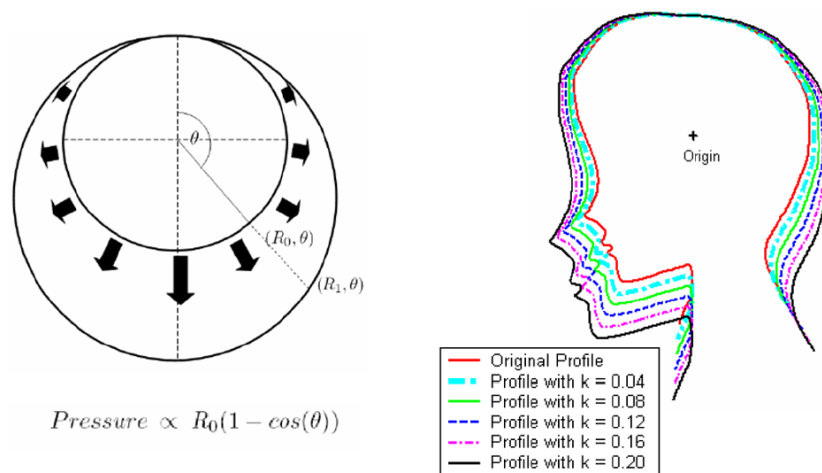 θ
(R₀, θ)
(R₁, θ)
Pressure ∝ R₀(1 − cos(θ))
Origin
Original Profile
Profile with k = 0.04
Profile with k = 0.08
Profile with k = 0.12
Profile with k = 0.16
Profile with k = 0.20